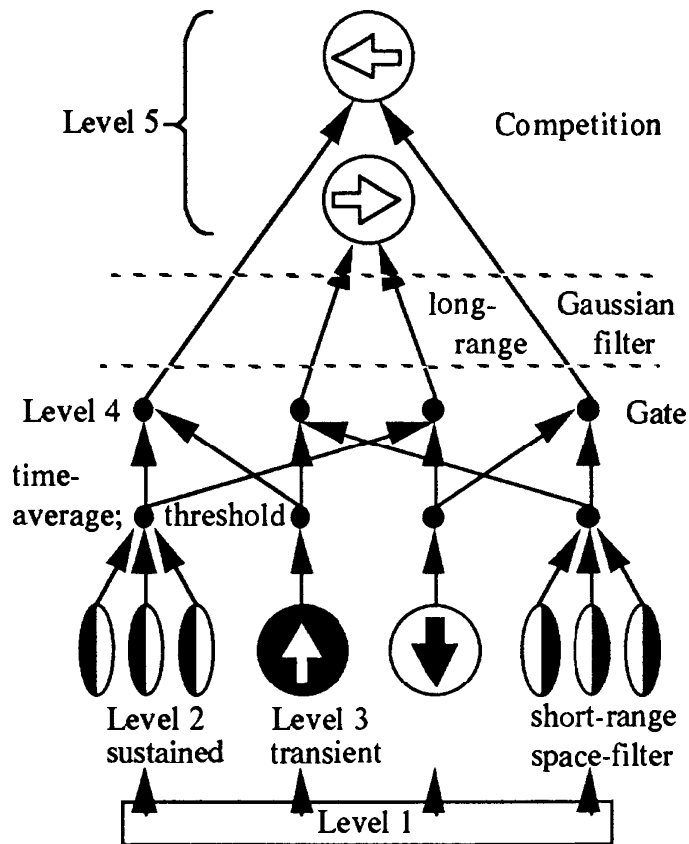 Level 5
Competition
long-
range
Gaussian
filter
Level 4
Gate
time-
average;
threshold
Level 2
sustained
Level 3
transient
short-range
space-filter
Level 1